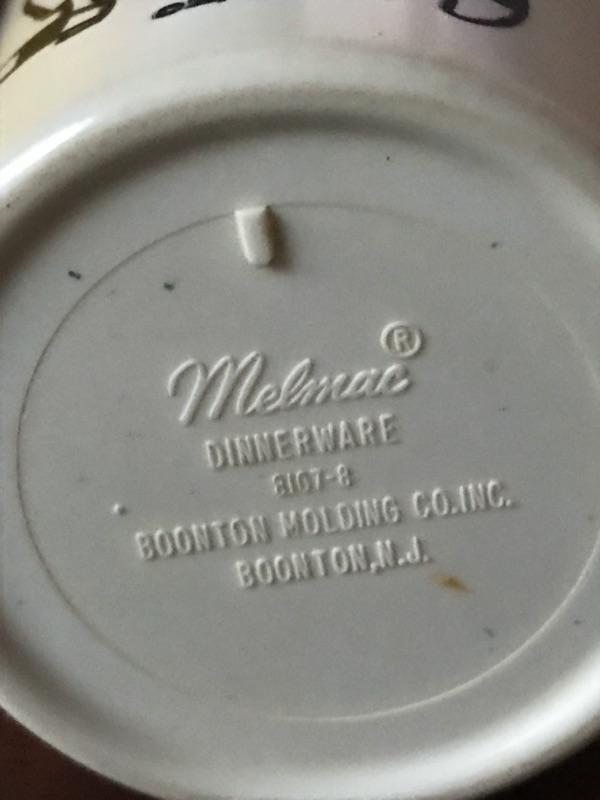 Melmac®
DINNERWARE
BOONTON MOLDING CO.INC.
BOONTON,N.J.